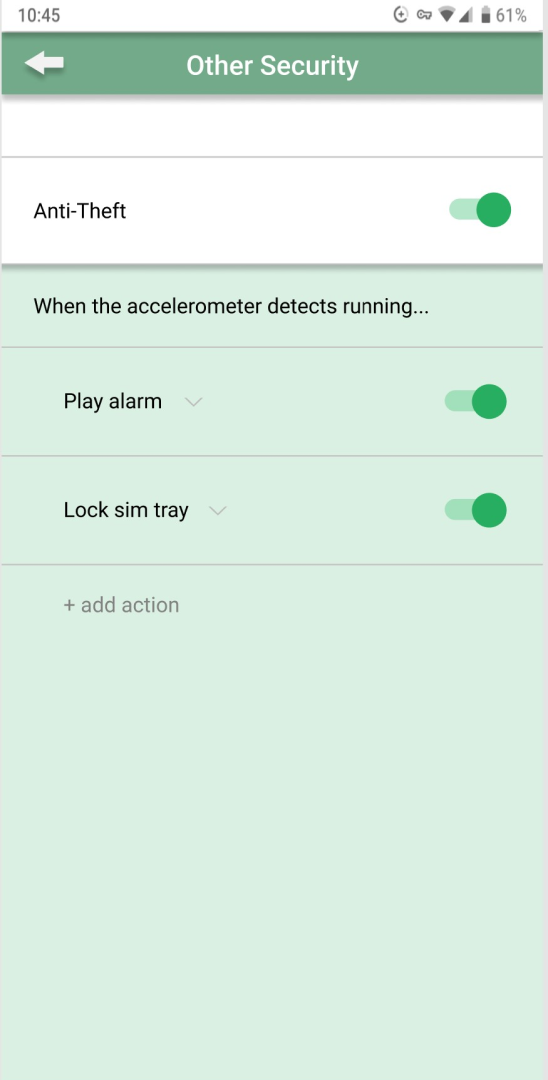 10:45
61%
Other Security
Anti-Theft
When the accelerometer detects running...
Play alarm
Lock sim tray
+ add action